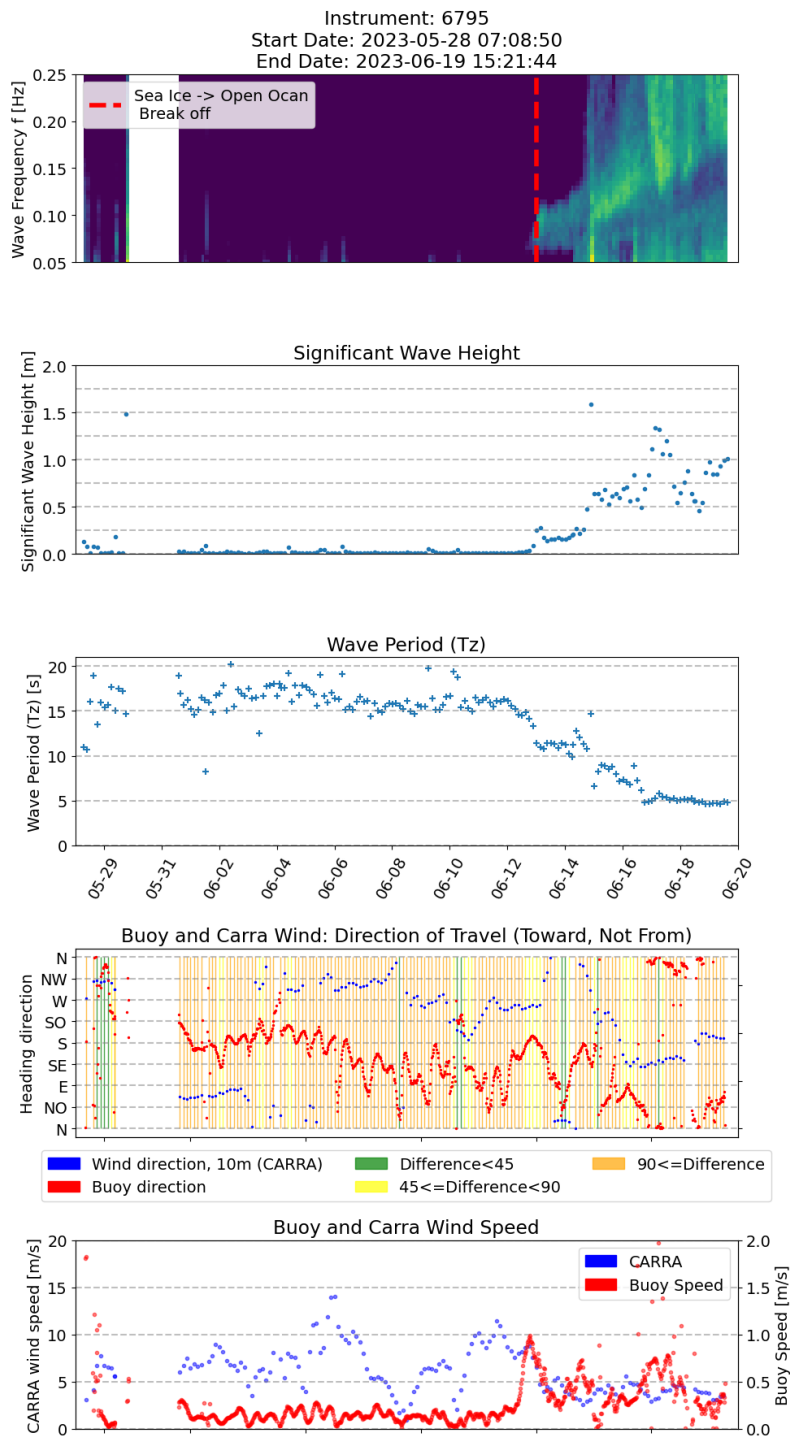 Instrument: 6795
Start Date: 2023-05-28 07:08:50
End Date: 2023-06-19 15:21:44
Wave Frequency f [Hz]
0.25
0.20
0.15
0.10
0.05
Sea Ice -> Open Ocan
Break off
Significant Wave Height
Significant Wave Height [m]
2.0
1.5
1.0
0.5
0.0
Wave Period (Tz)
Wave Period (Tz) [s]
20
15
10
5
0
05-29
05-31
06-02
06-04
06-06
06-08
06-10
06-12
06-14
06-16
06-18
06-20
Buoy and Carra Wind: Direction of Travel (Toward, Not From)
Heading direction
N
NW
W
SO
S
SE
E
NO
N
Wind direction, 10m (CARRA)
Buoy direction
Difference<45
45<=Difference<90
90<=Difference
Buoy and Carra Wind Speed
CARRA wind speed [m/s]
20
15
10
5
0
CARRA
Buoy Speed
2.0
1.5
1.0
0.5
0.0
Buoy Speed [m/s]